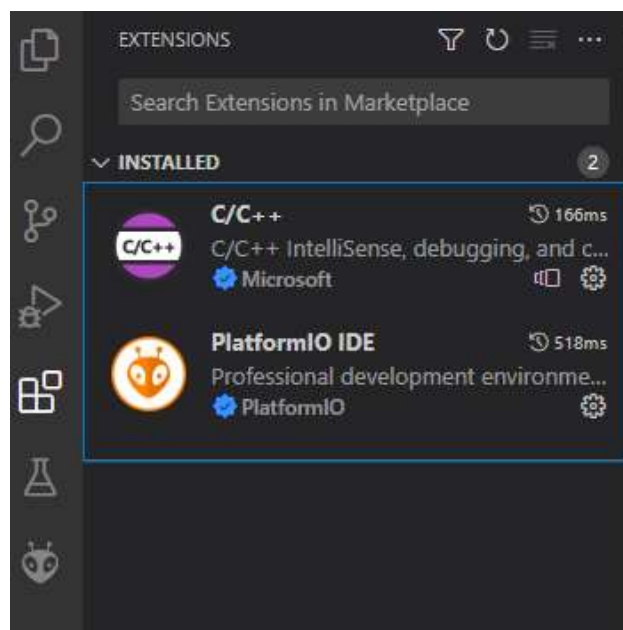 EXTENSIONS
Search Extensions in Marketplace
INSTALLED 2
C/C++ 166ms
C/C++ C/C++ IntelliSense, debugging, and c...
Microsoft
PlatformIO IDE 518ms
Professional development environme...
PlatformIO